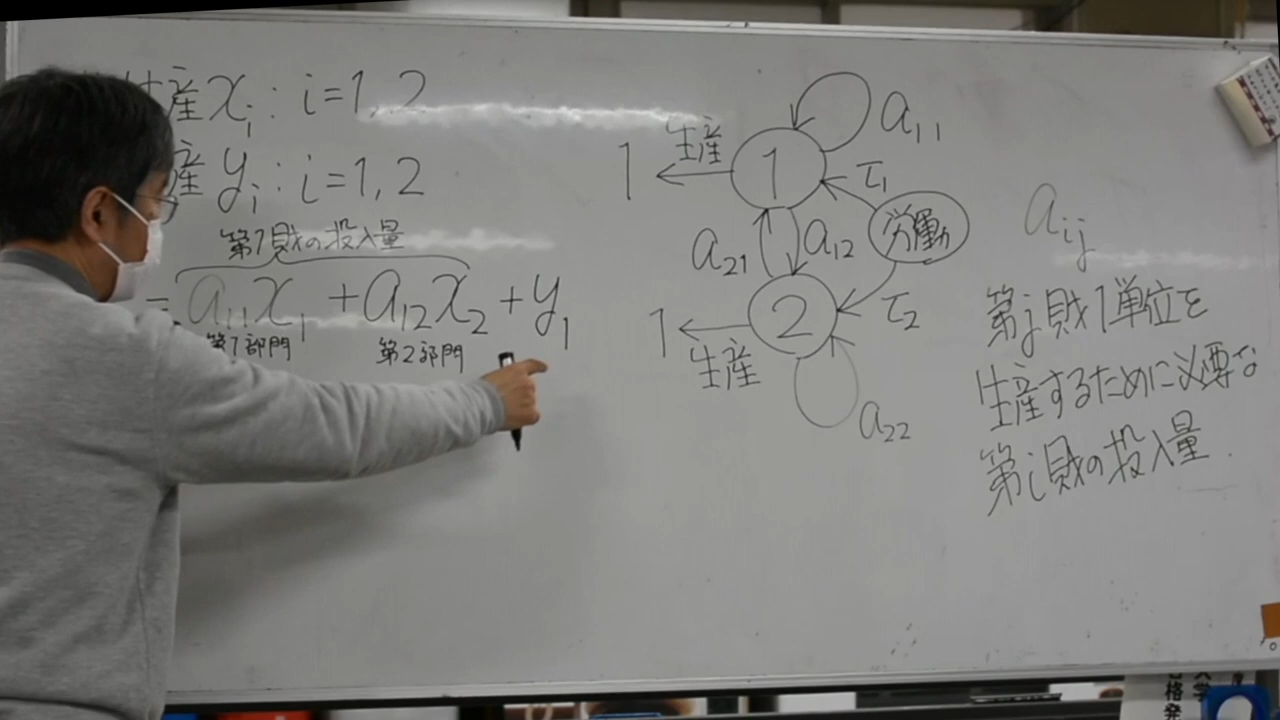 産 xi : i=1,2
産 yi : i=1,2
第1財の投入量
= a11x1 + a12x2 + y1
第1部門 第2部門
1 生産 1 a11
τ1
労働
a21 a12
1 生産 2 τ2
a22
aij
第j財1単位を
生産するために必要な
第i財の投入量.